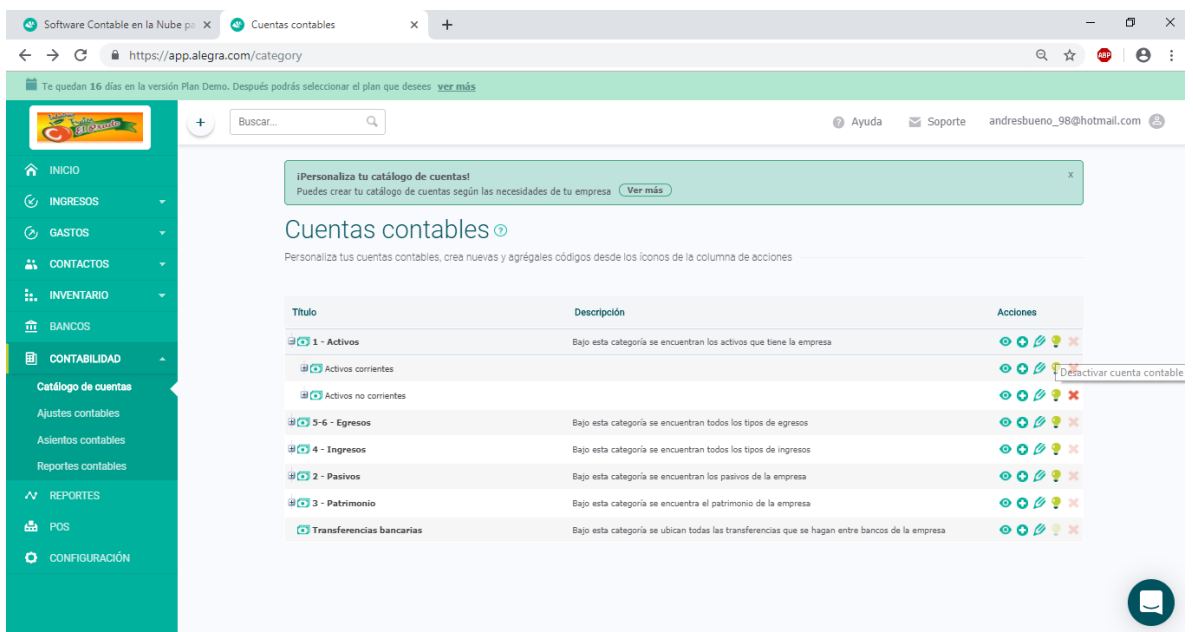 Software Contable en la Nube pa
Cuentas contables
https://app.alegra.com/category
ABP
Te quedan 16 días en la versión Plan Demo. Después podrás seleccionar el plan que desees ver más
Buscar...
Ayuda
Soporte
andresbueno_98@hotmail.com
INICIO
INGRESOS
GASTOS
CONTACTOS
INVENTARIO
BANCOS
CONTABILIDAD
Catálogo de cuentas
Ajustes contables
Asientos contables
Reportes contables
REPORTES
POS
CONFIGURACIÓN
¡Personaliza tu catálogo de cuentas!
x
Puedes crear tu catálogo de cuentas según las necesidades de tu empresa Ver más
Cuentas contables
Personaliza tus cuentas contables, crea nuevas y agrégales códigos desde los íconos de la columna de acciones
Título Descripción Acciones
1 - Activos Bajo esta categoría se encuentran los activos que tiene la empresa
Activos corrientes
Desactivar cuenta contable
Activos no corrientes
5-6 - Egresos Bajo esta categoría se encuentran todos los tipos de egresos
4 - Ingresos Bajo esta categoría se encuentran todos los tipos de ingresos
2 - Pasivos Bajo esta categoría se encuentran los pasivos de la empresa
3 - Patrimonio Bajo esta categoría se encuentra el patrimonio de la empresa
Transferencias bancarias Bajo esta categoría se ubican todas las transferencias que se hagan entre bancos de la empresa